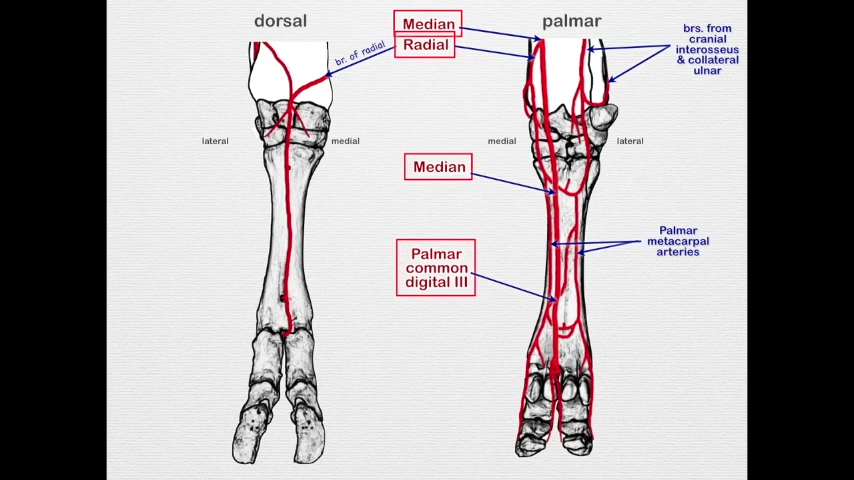 dorsal
palmar
Median
Radial
br. of radial
brs. from
cranial
interosseus
& collateral
ulnar
lateral
medial
medial
lateral
Median
Palmar
metacarpal
arteries
Palmar
common
digital III